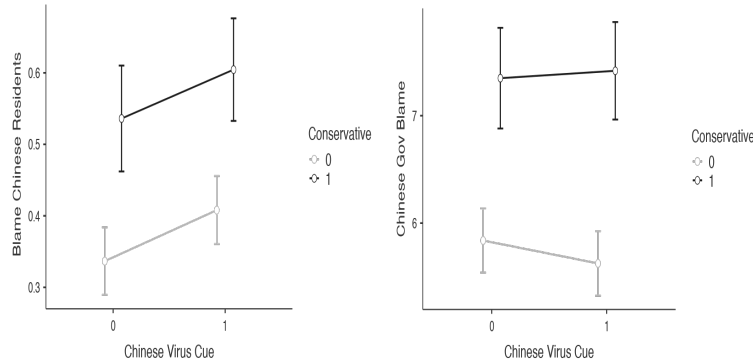 Blame Chinese Residents
0.6
0.5
0.4
0.3
0
1
Chinese Virus Cue
Conservative
0
1
Chinese Gov Blame
7
6
0
1
Chinese Virus Cue
Conservative
0
1